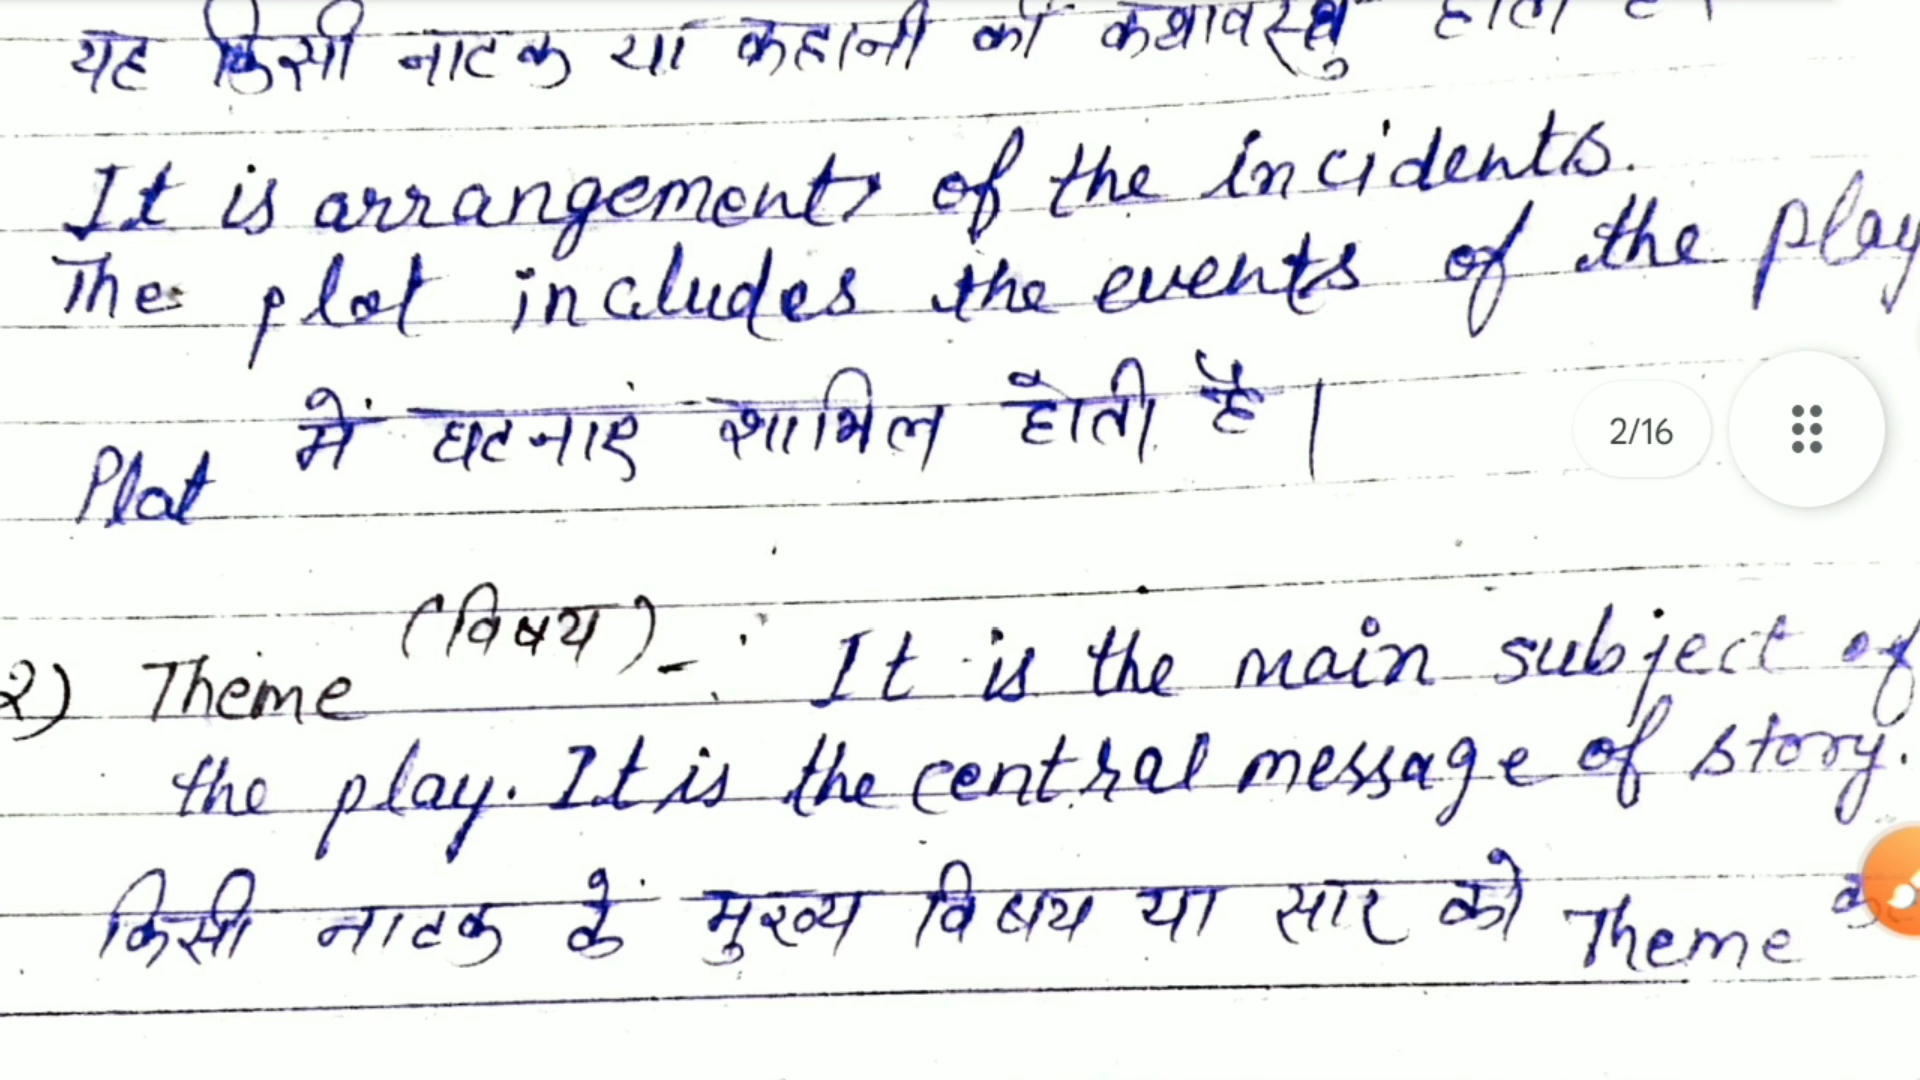 यह किसी नाटक या कहानी की कथावस्तु होती है।
It is arrangements of the incidents.
The plot includes the events of the play
Plot में घटनाएं शामिल होती है।
2/16
2) Theme (विषय) -: It is the main subject of
the play. It is the central message of story.
किसी नाटक के मुख्य विषय या सार को Theme